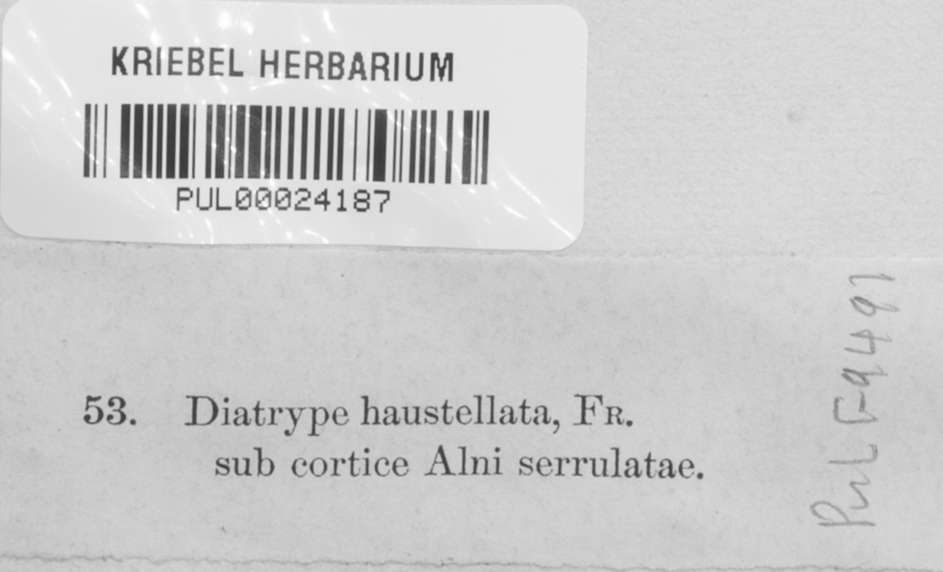 KRIEBEL HERBARIUM
PUL00024187
53. Diatrype haustellata, FR.
sub cortice Alni serrulatae.
PUL F9491